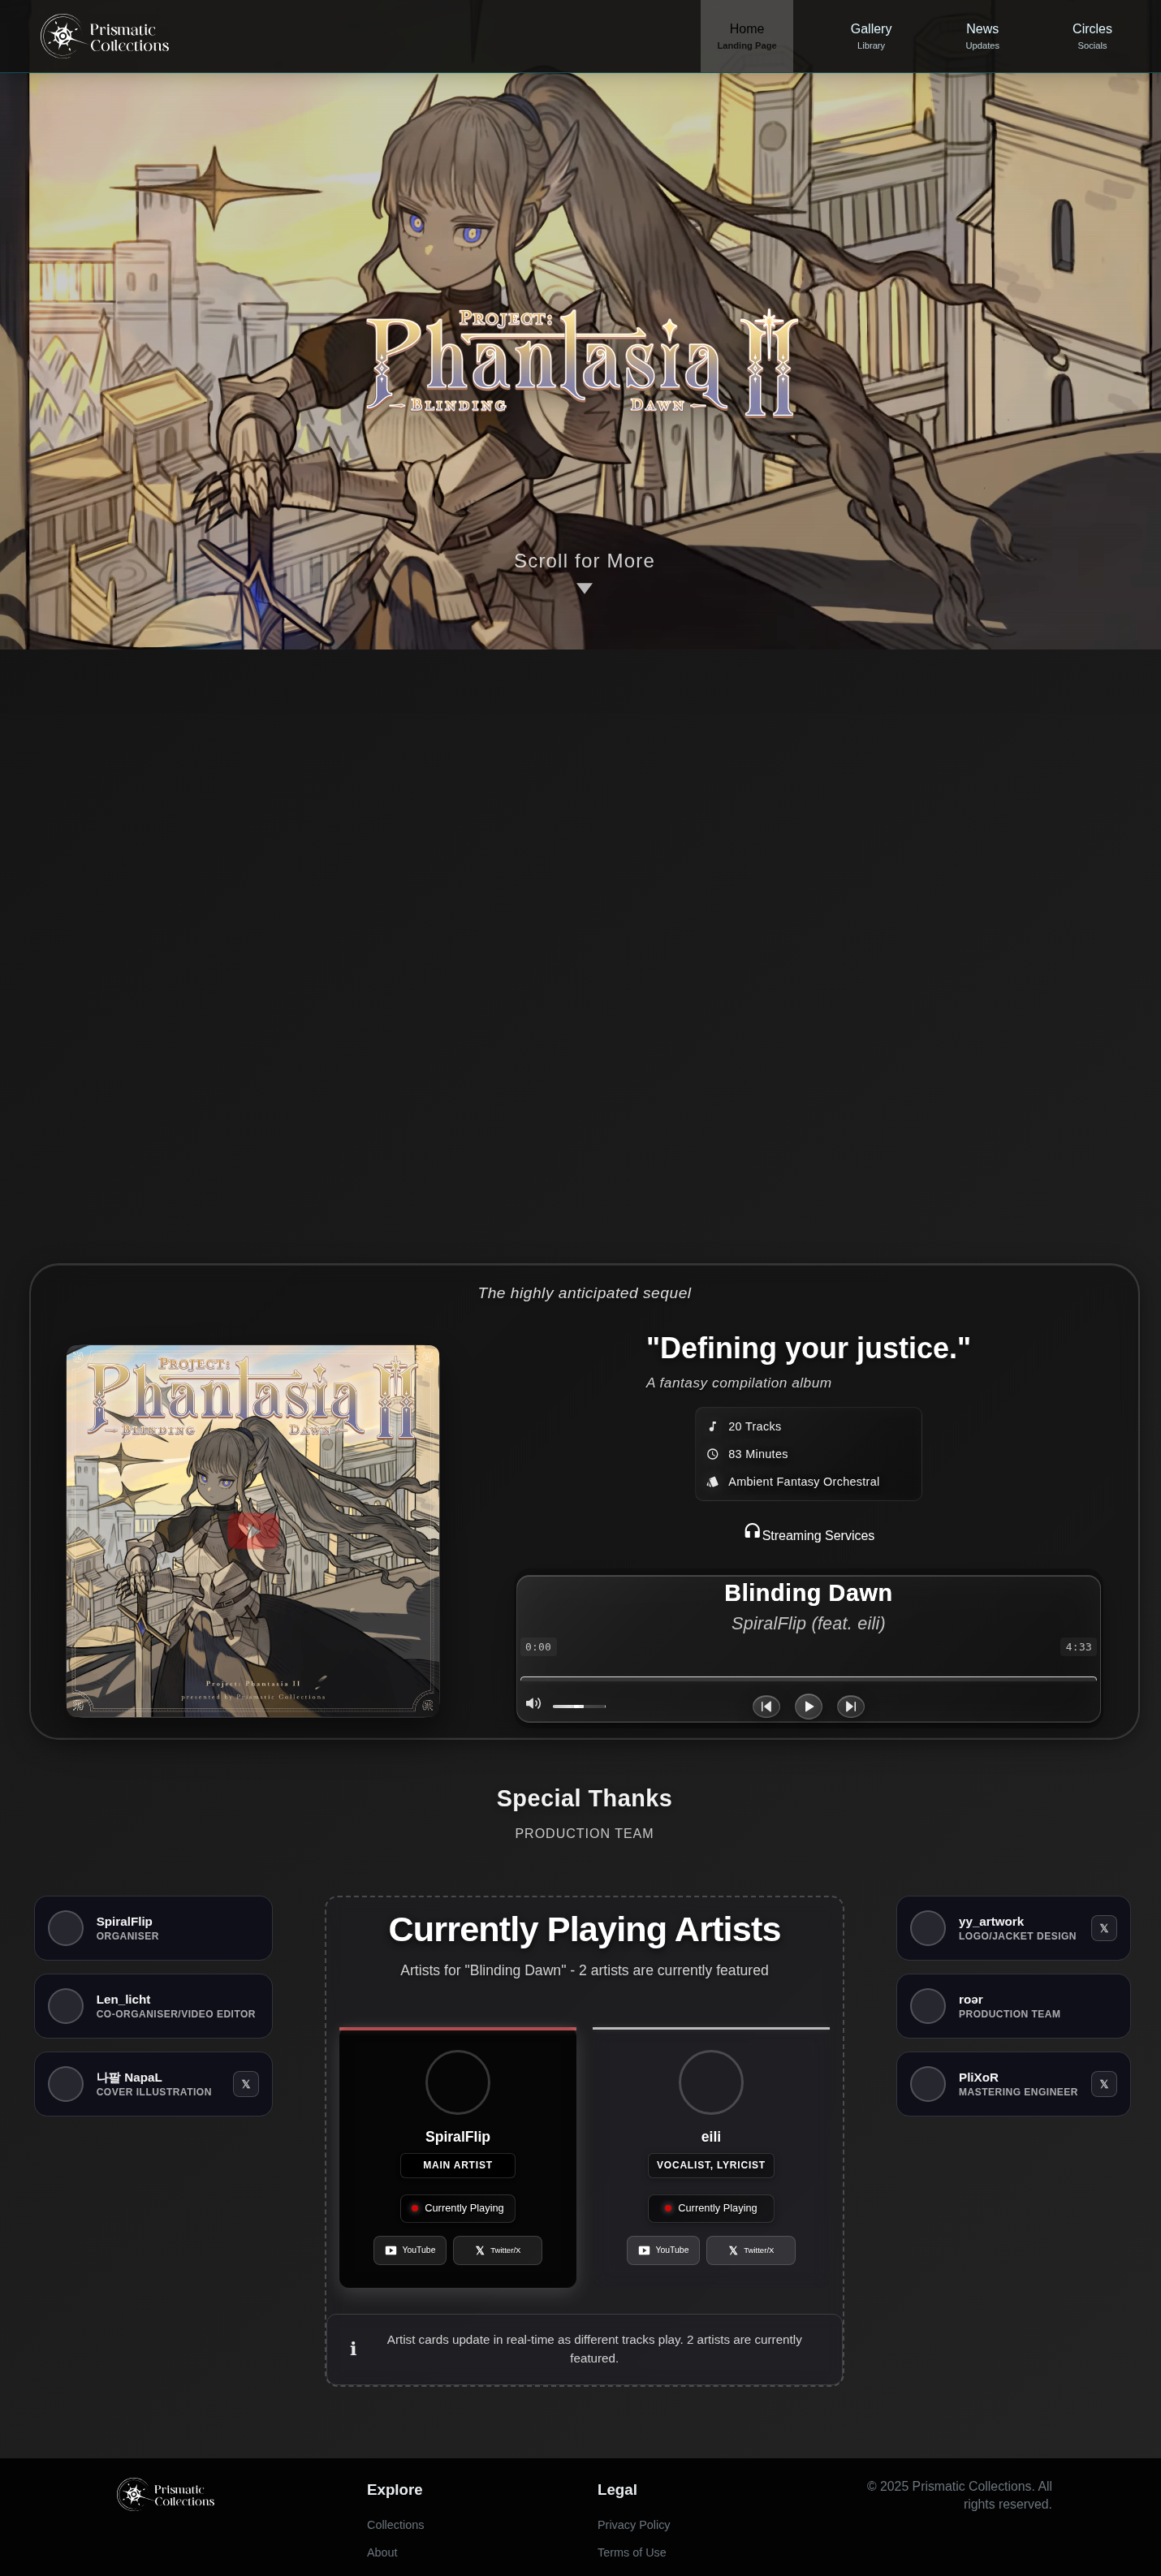 Prismatic
Collections
Home
Landing Page
Gallery
Library
News
Updates
Circles
Socials
PROJECT:
Phantasia II
BLINDING DAWN
Scroll for More
The highly anticipated sequel
PROJECT:
Phantasia II
BLINDING DAWN
Project: Phantasia II
presented by Prismatic Collections
"Defining your justice."
A fantasy compilation album
20 Tracks
83 Minutes
Ambient Fantasy Orchestral
Streaming Services
Blinding Dawn
SpiralFlip (feat. eili)
0:00
4:33
Special Thanks
PRODUCTION TEAM
SpiralFlip
ORGANISER
Len_licht
CO-ORGANISER/VIDEO EDITOR
나팔 NapaL
COVER ILLUSTRATION
𝕏
Currently Playing Artists
Artists for "Blinding Dawn" - 2 artists are currently featured
SpiralFlip
MAIN ARTIST
Currently Playing
YouTube
𝕏 Twitter/X
eili
VOCALIST, LYRICIST
Currently Playing
YouTube
𝕏 Twitter/X
ℹ
Artist cards update in real-time as different tracks play. 2 artists are currently
featured.
yy_artwork
LOGO/JACKET DESIGN
𝕏
roər
PRODUCTION TEAM
PliXoR
MASTERING ENGINEER
𝕏
Prismatic
Collections
Explore
Collections
About
Legal
Privacy Policy
Terms of Use
© 2025 Prismatic Collections. All
rights reserved.